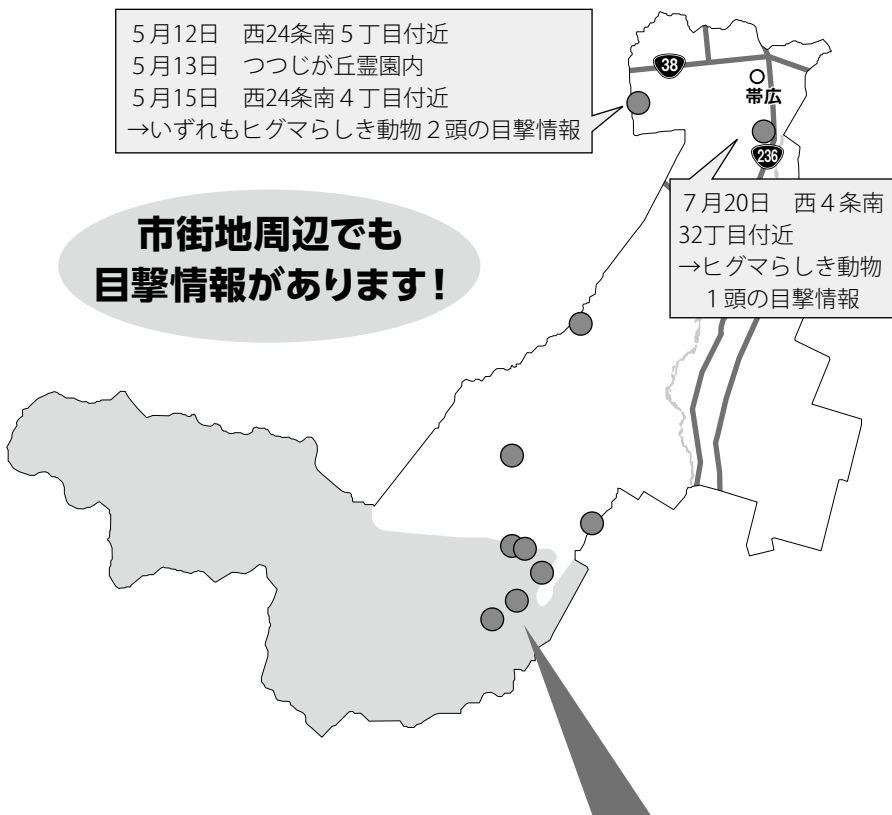 ５月12日　西24条南５丁目付近
５月13日　つつじが丘霊園内
５月15日　西24条南４丁目付近
→いずれもヒグマらしき動物２頭の目撃情報
38
帯広
236
７月20日　西４条南
32丁目付近
→ヒグマらしき動物
１頭の目撃情報
市街地周辺でも
目撃情報があります！